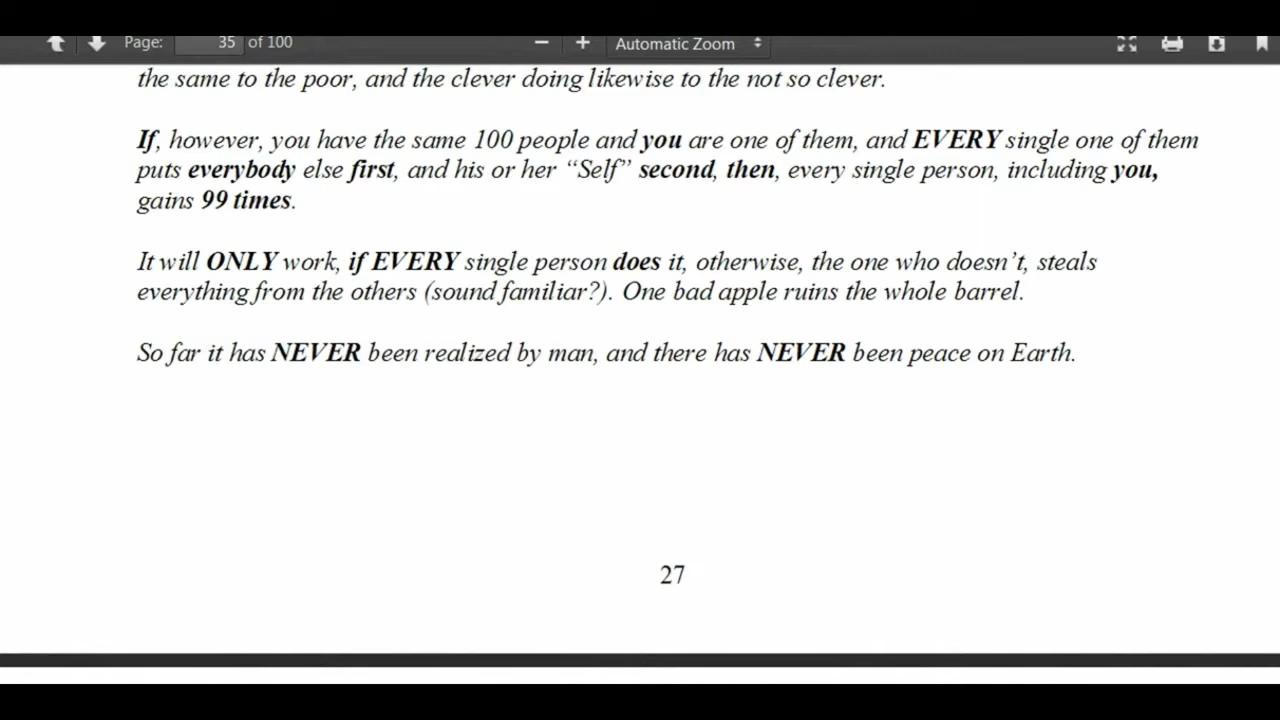 Page: 35 of 100 Automatic Zoom
the same to the poor, and the clever doing likewise to the not so clever.
If, however, you have the same 100 people and you are one of them, and EVERY single one of them
puts everybody else first, and his or her “Self” second, then, every single person, including you,
gains 99 times.
It will ONLY work, if EVERY single person does it, otherwise, the one who doesn’t, steals
everything from the others (sound familiar?). One bad apple ruins the whole barrel.
So far it has NEVER been realized by man, and there has NEVER been peace on Earth.
27